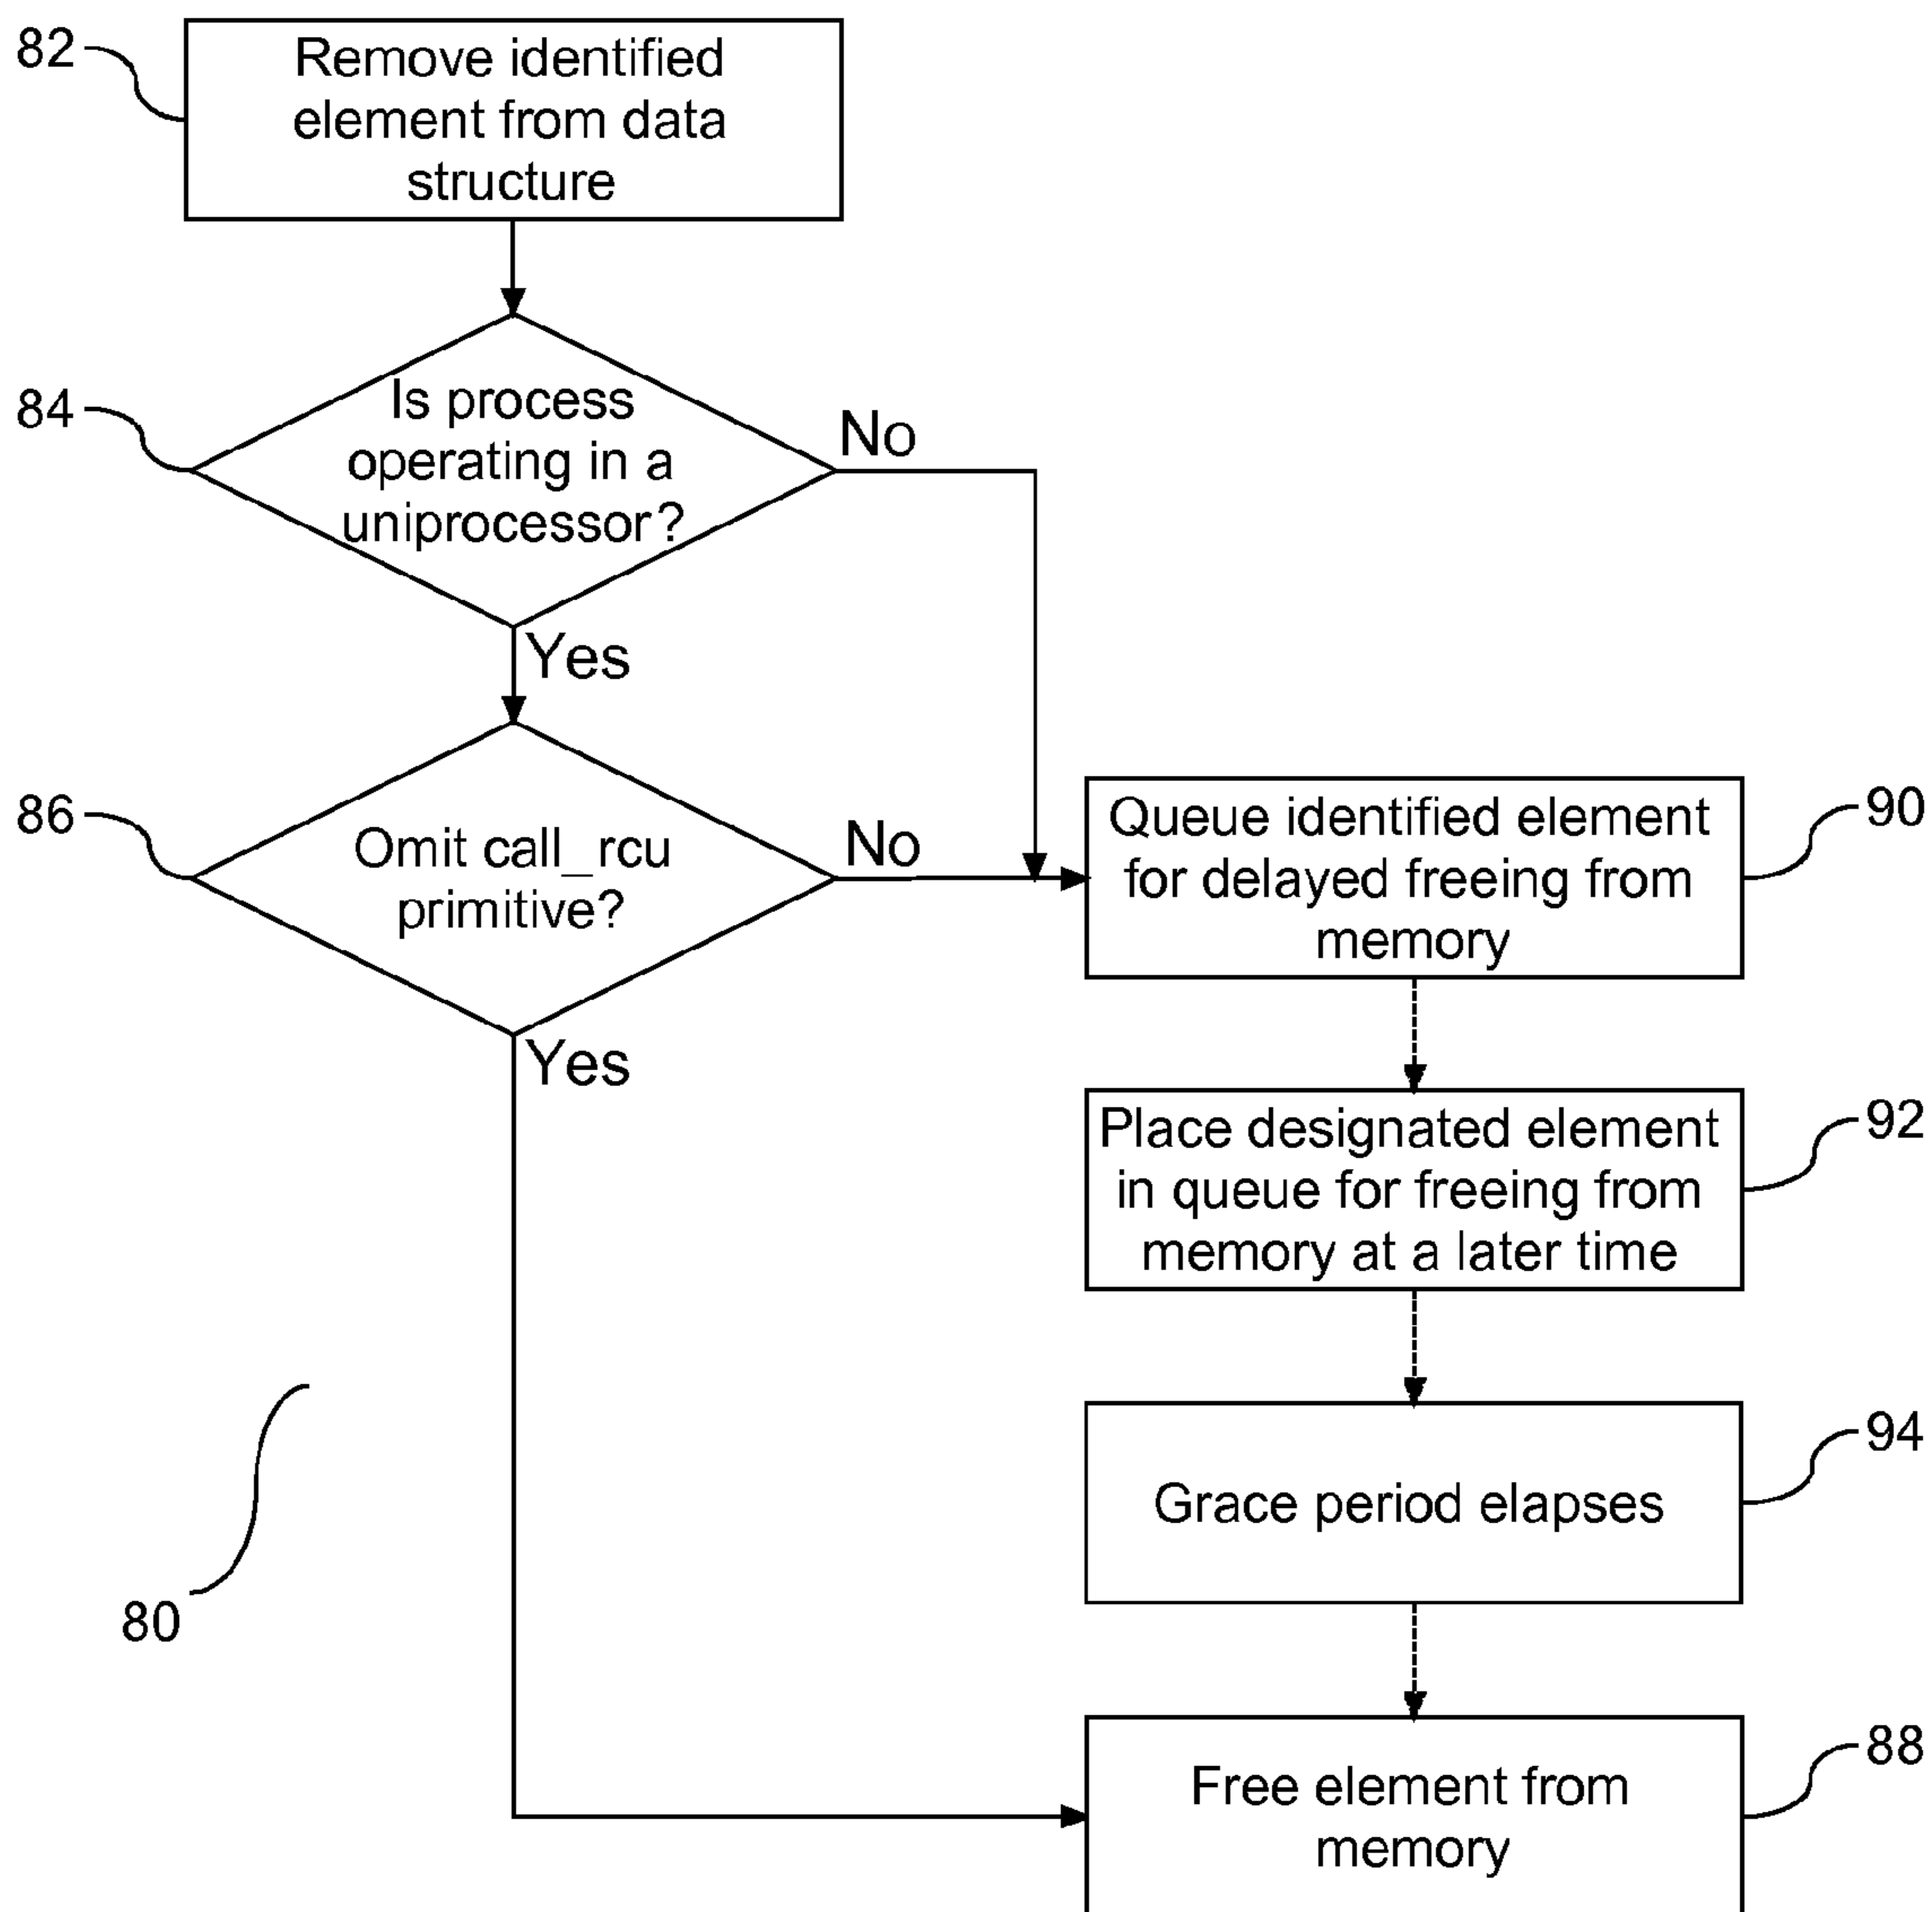 82
Remove identified
element from data
structure
84
Is process
operating in a
uniprocessor?
No
Yes
86
Omit call_rcu
primitive?
No
Yes
Queue identified element
for delayed freeing from
memory
90
Place designated element
in queue for freeing from
memory at a later time
92
Grace period elapses
94
80
Free element from
memory
88